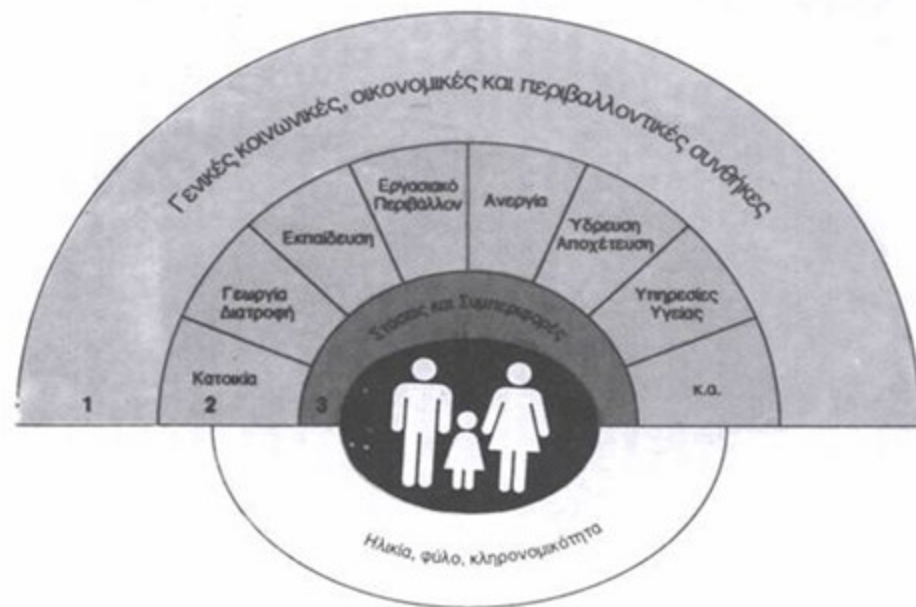 Γενικές κοινωνικές, οικονομικές και περιβαλλοντικές συνθήκες
Εργασιακό
Περιβάλλον
Ανεργία
Εκπαίδευση
Ύδρευση
Αποχέτευση
Γεωργία
Διατροφή
Υπηρεσίες
Υγείας
Στάσεις και Συμπεριφορές
Κατοικία
κ.α.
1
2
3
Ηλικία, φύλο, κληρονομικότητα